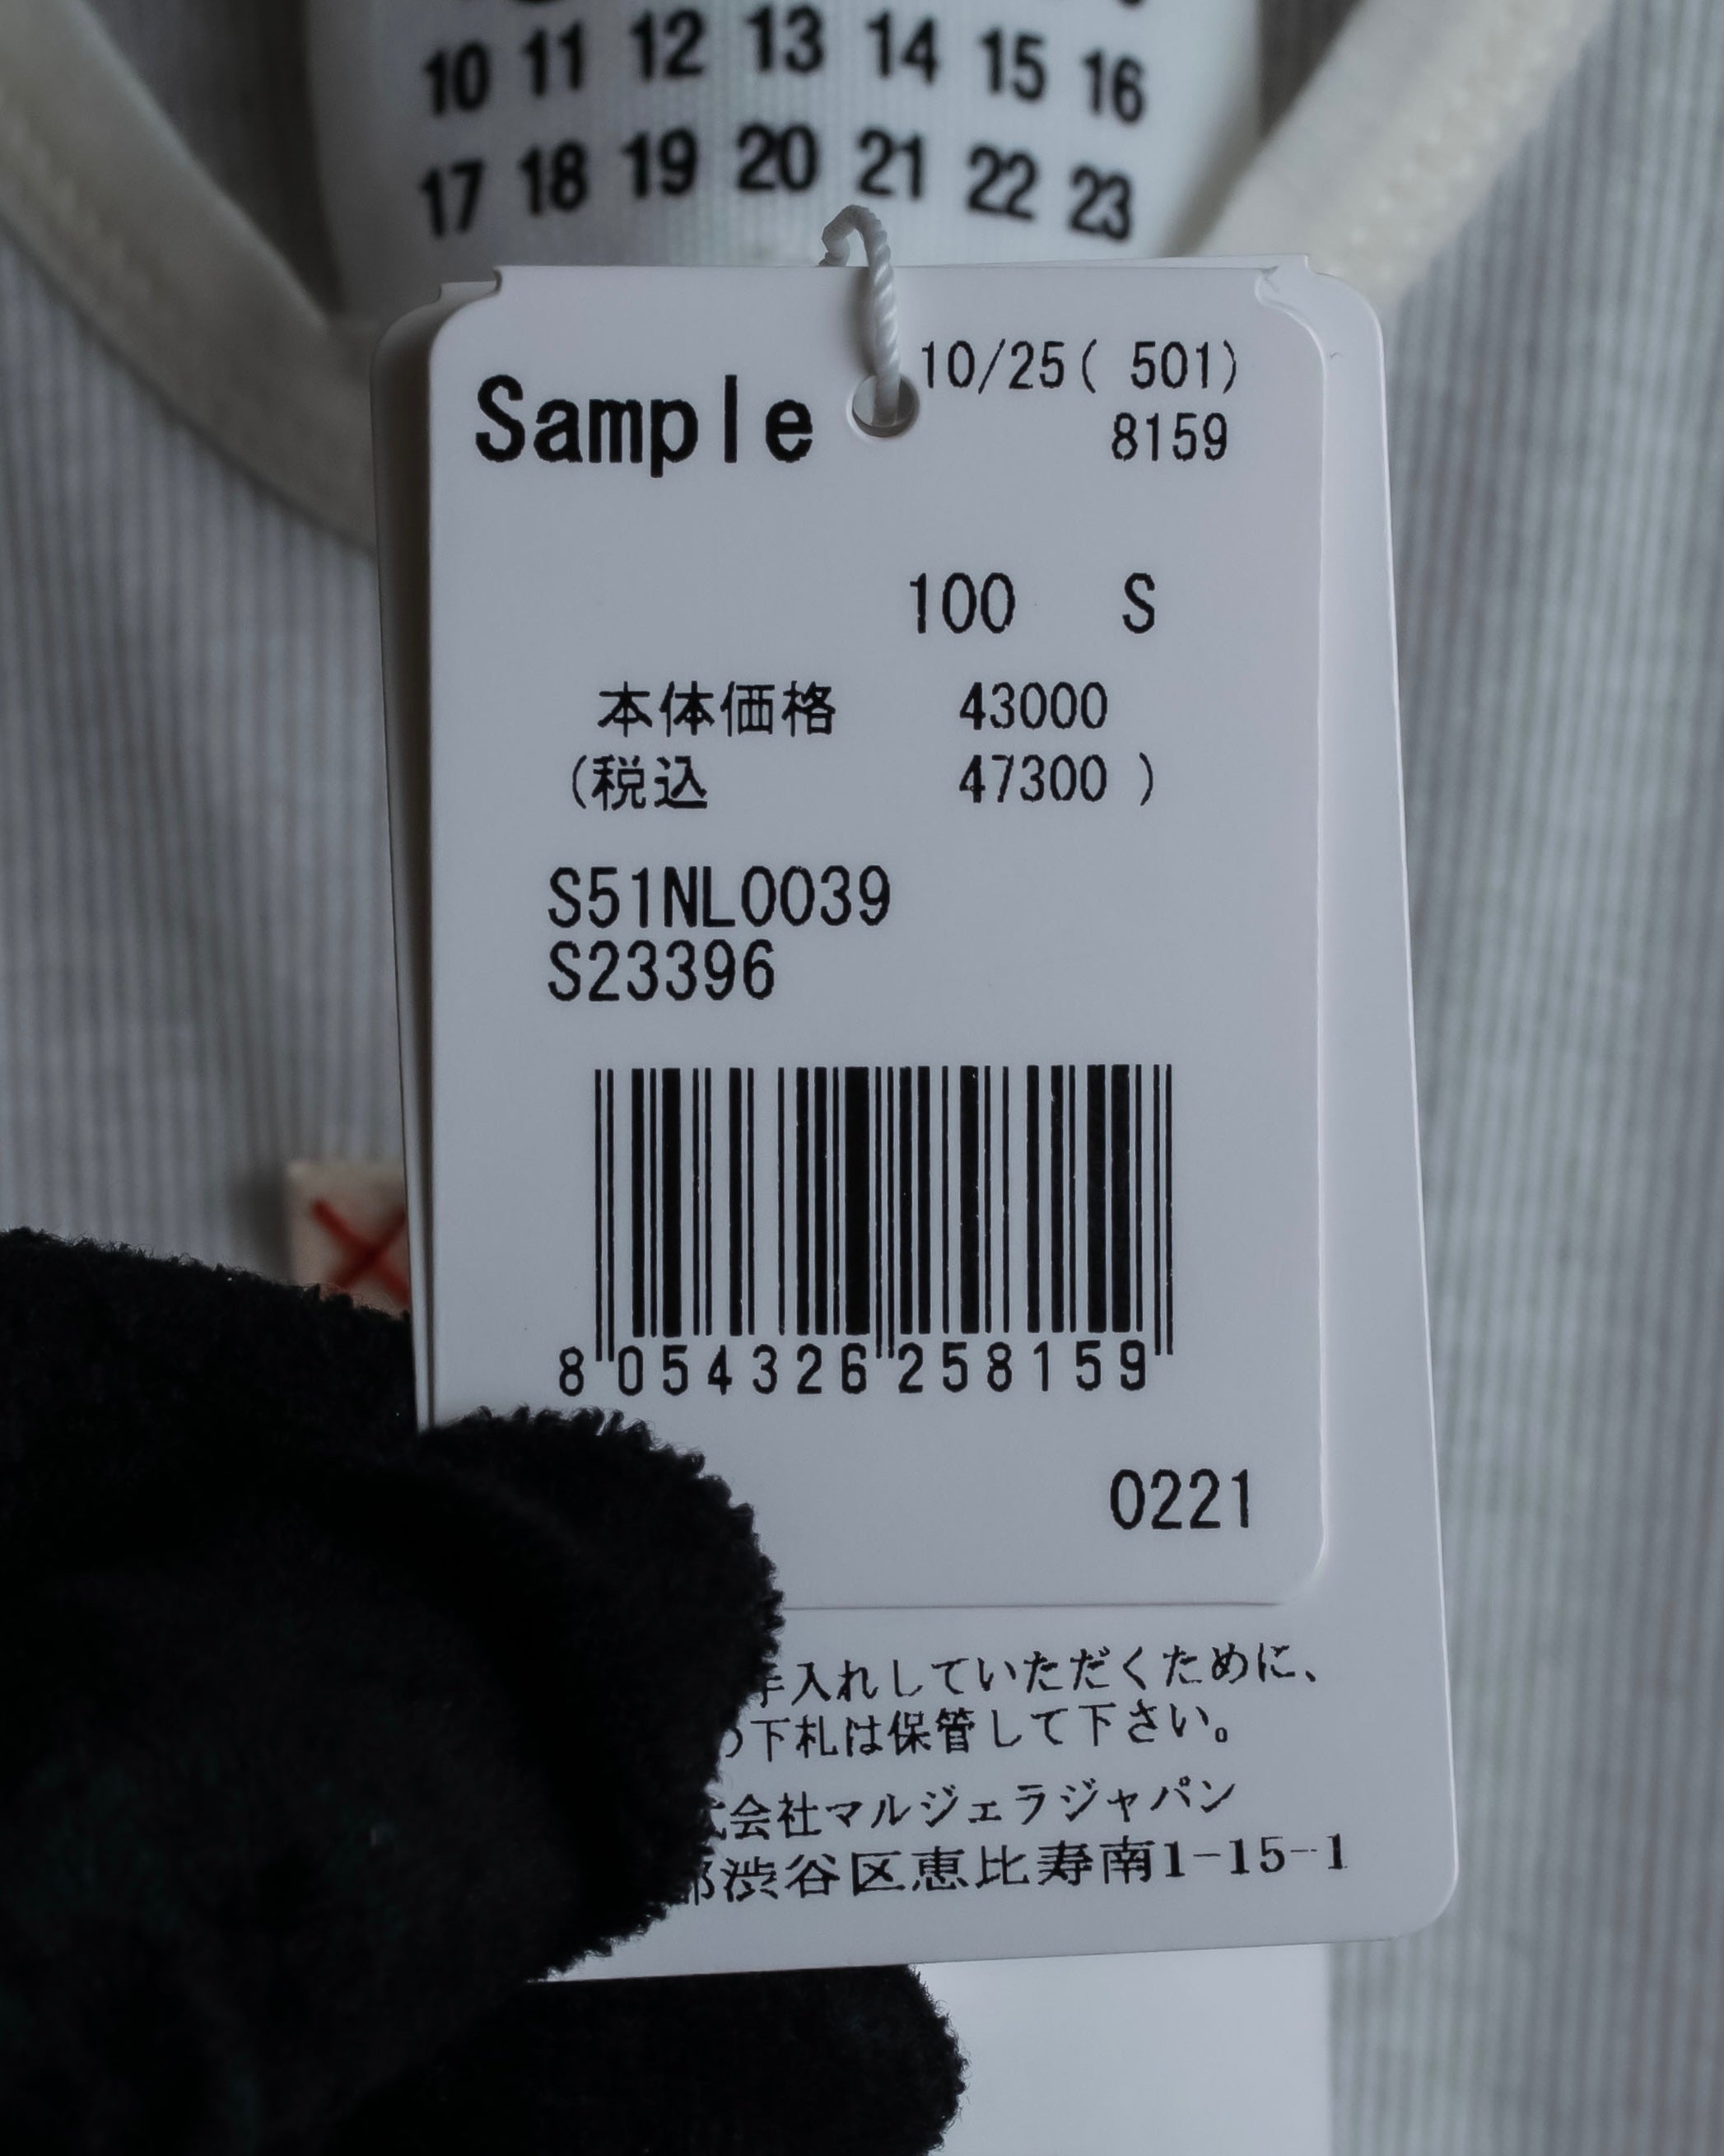 10 11 12 13 14 15 16
17 18 19 20 21 22 23
Sample
10/25( 501)
8159
100 S
本体価格 43000
(税込 47300 )
S51NL0039
S23396
8 054326 258159
0221
手入れしていただくために、
の下札は保管して下さい。
式会社マルジェラジャパン
都渋谷区恵比寿南1-15-1